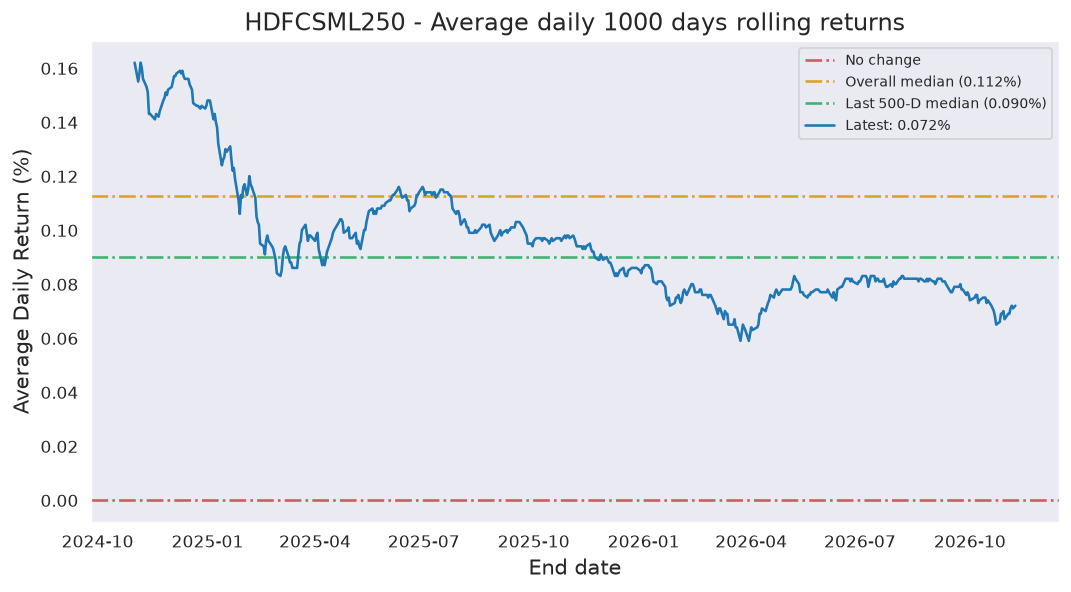 HDFCSML250 - Average daily 1000 days rolling returns
No change
Overall median (0.112%)
Last 500-D median (0.090%)
Latest: 0.072%
Average Daily Return (%)
0.16
0.14
0.12
0.10
0.08
0.06
0.04
0.02
0.00
2024-10 2025-01 2025-04 2025-07 2025-10 2026-01 2026-04 2026-07 2026-10
End date